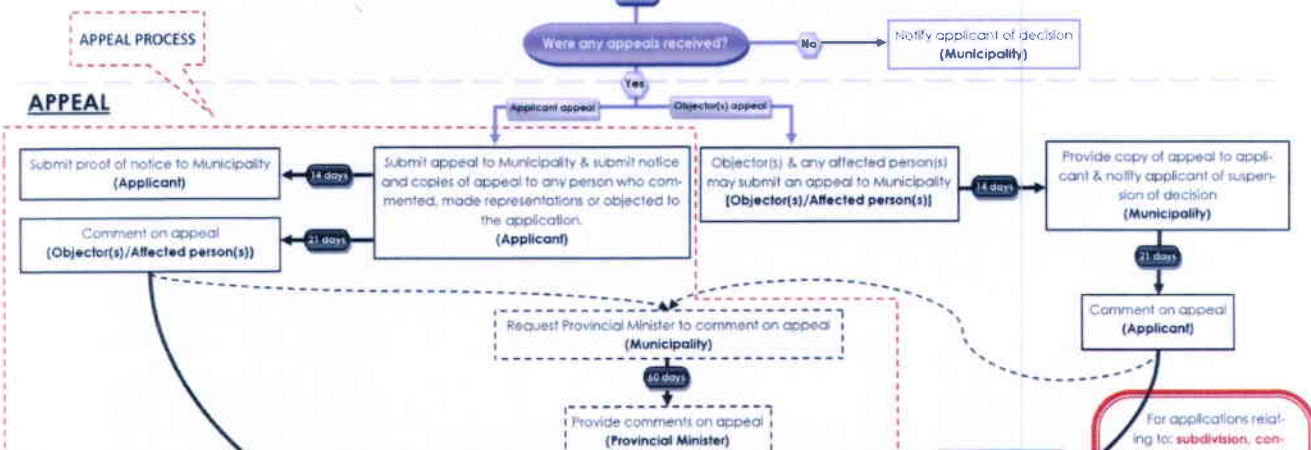 APPEAL PROCESS
Were any appeals received?
No
Notify applicant of decision
(Municipality)
Yes
APPEAL
Applicant appeal
Objector(s) appeal
Submit proof of notice to Municipality
(Applicant)
14 days
Submit appeal to Municipality & submit notice
and copies of appeal to any person who com-
mented, made representations or objected to
the application.
(Applicant)
Objector(s) & any affected person(s)
may submit an appeal to Municipality
[Objector(s)/Affected person(s)]
14 days
Provide copy of appeal to appli-
cant & notify applicant of suspen-
sion of decision
(Municipality)
Comment on appeal
(Objector(s)/Affected person(s))
21 days
21 days
Request Provincial Minister to comment on appeal
(Municipality)
Comment on appeal
(Applicant)
60 days
Provide comments on appeal
(Provincial Minister)
For applications relat-
ing to: subdivision, con-